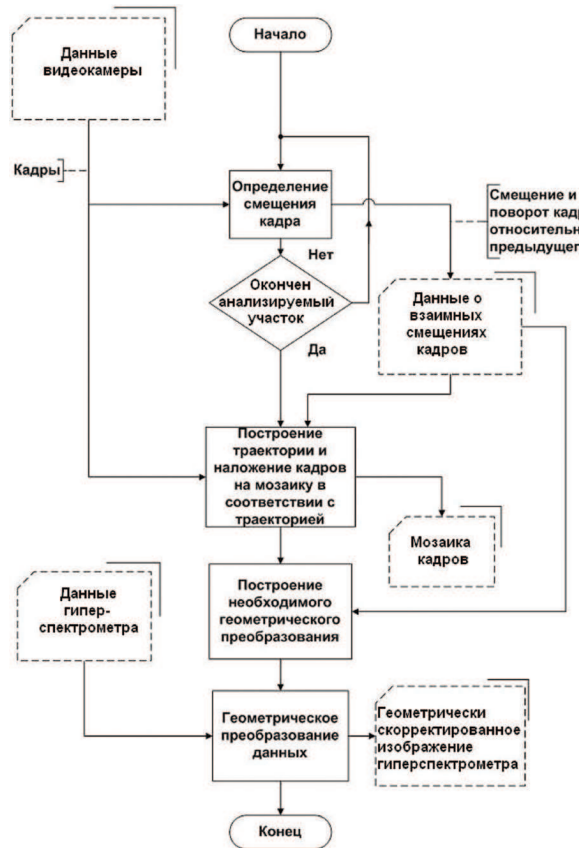 Начало
Данные
видеокамеры
Кадры
Определение
смещения
кадра
Смещение и
поворот
относительн
предыдущег
Нет
Окончен
анализируемый
участок
Данные о
взаимных
смещениях
кадров
Да
Построение
траектории и
наложение кадров
на мозаику в
соответствии с
траекторией
Мозаика
кадров
Данные
гипер-
спектрометра
Построение
необходимого
геометрического
преобразования
Геометрическое
преобразование
данных
Геометрически
скорректированное
изображение
гиперспектрометра
Конец